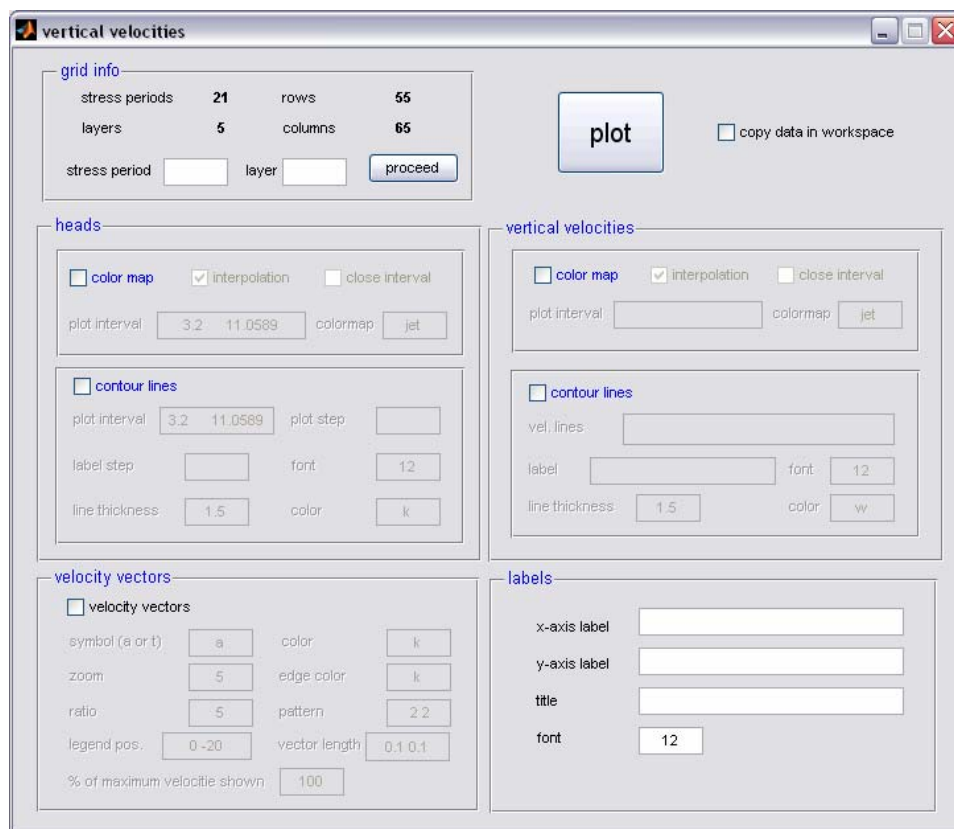 vertical velocities
grid info
stress periods 21 rows 55
layers 5 columns 65
stress period layer proceed
plot
copy data in workspace
heads
color map interpolation close interval
plot interval 3.2 11.0589 colormap jet
contour lines
plot interval 3.2 11.0589 plot step
label step font 12
line thickness 1.5 color k
vertical velocities
color map interpolation close interval
plot interval colormap jet
contour lines
vel. lines
label font 12
line thickness 1.5 color w
velocity vectors
velocity vectors
symbol (a or t) a color k
zoom 5 edge color k
ratio 5 pattern 2 2
legend pos. 0 -20 vector length 0.1 0.1
% of maximum velocitie shown 100
labels
x-axis label
y-axis label
title
font 12